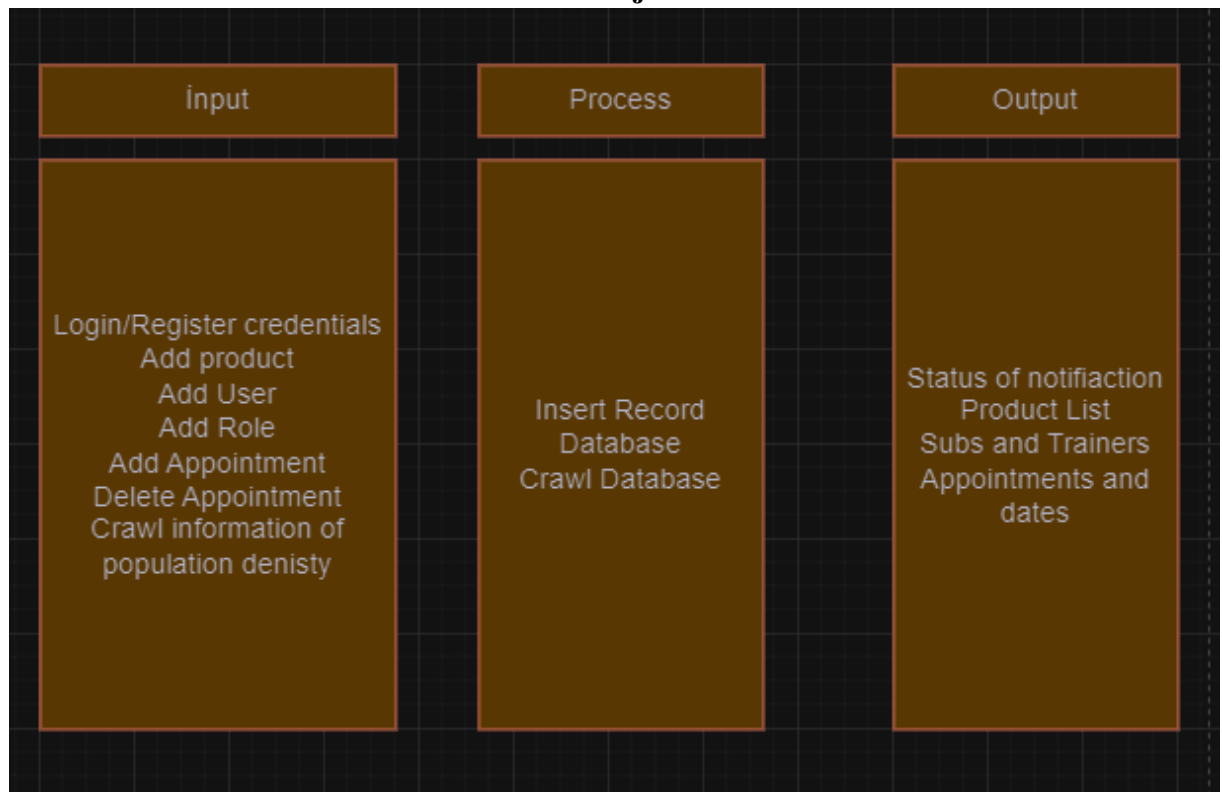 İnput
Process
Output
Login/Register credentials
Add product
Add User
Add Role
Add Appointment
Delete Appointment
Crawl information of
population denisty
Insert Record
Database
Crawl Database
Status of notifiaction
Product List
Subs and Trainers
Appointments and
dates